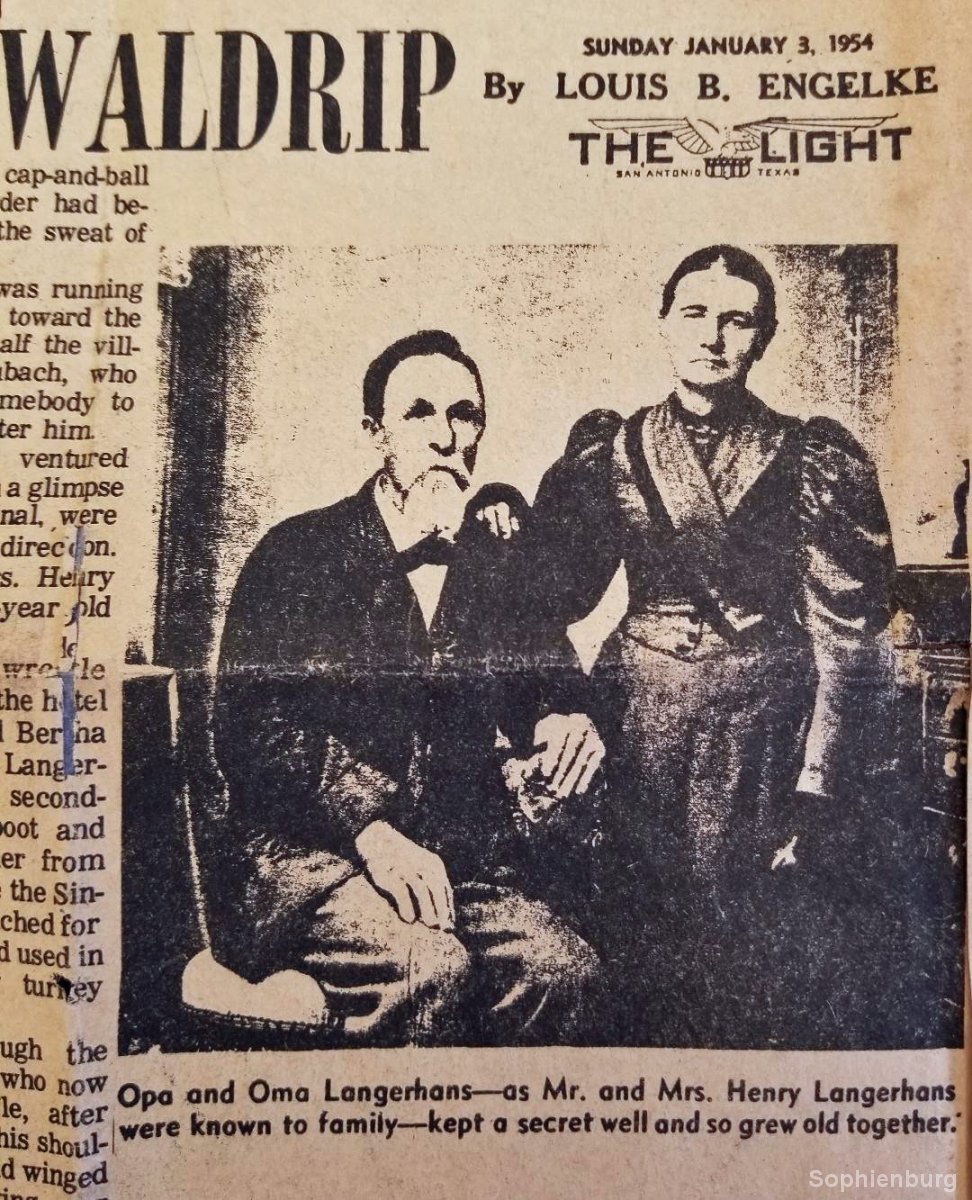 WALDRIP
SUNDAY JANUARY 3, 1954
By LOUIS B. ENGELKE
THE LIGHT
SAN ANTONIO TEXAS
cap-and-ball
der had be-
the sweat of
was running
toward the
alf the vill-
bach, who
mebody to
ter him.
ventured
a glimpse
nal, were
direction.
s. Henry
year old
wrestle
the hotel
Bertha
Langer-
second-
oot and
er from
the Sin-
ched for
d used in
turkey
ugh the
who now
le, after
his shoul-
d winged
Opa and Oma Langerhans—as Mr. and Mrs. Henry Langerhans
were known to family—kept a secret well and so grew old together.
Sophienburg